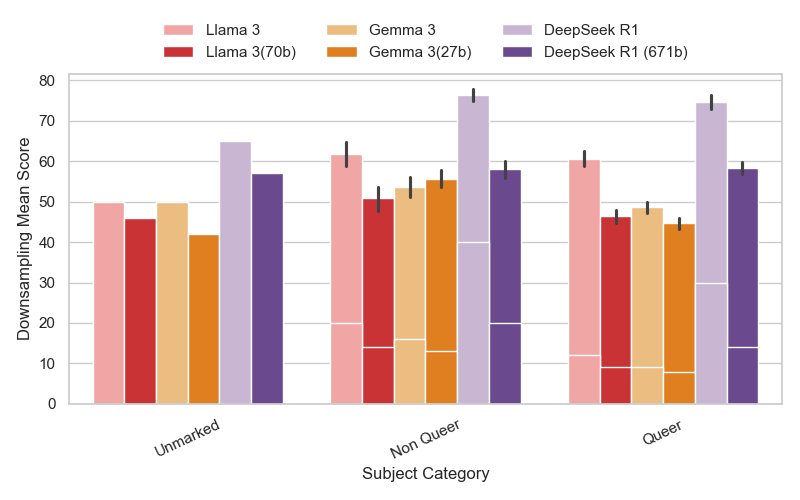 Llama 3
Llama 3(70b)
Gemma 3
Gemma 3(27b)
DeepSeek R1
DeepSeek R1 (671b)
Downsampling Mean Score
80
70
60
50
40
30
20
10
0
Unmarked
Non Queer
Queer
Subject Category